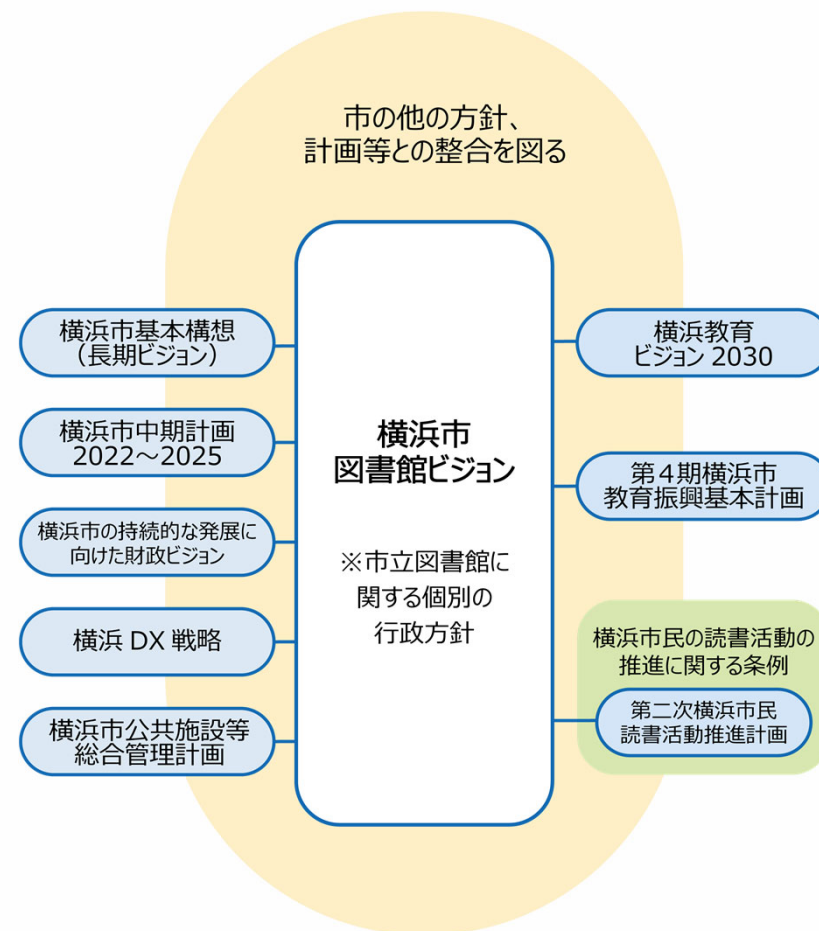 市の他の方針、
計画等との整合を図る
横浜市基本構想
（長期ビジョン）
横浜市中期計画
2022～2025
横浜市の持続的な発展に
向けた財政ビジョン
横浜 DX 戦略
横浜市公共施設等
総合管理計画
横浜市
図書館ビジョン
※市立図書館に
関する個別の
行政方針
横浜教育
ビジョン 2030
第４期横浜市
教育振興基本計画
横浜市民の読書活動の
推進に関する条例
第二次横浜市民
読書活動推進計画